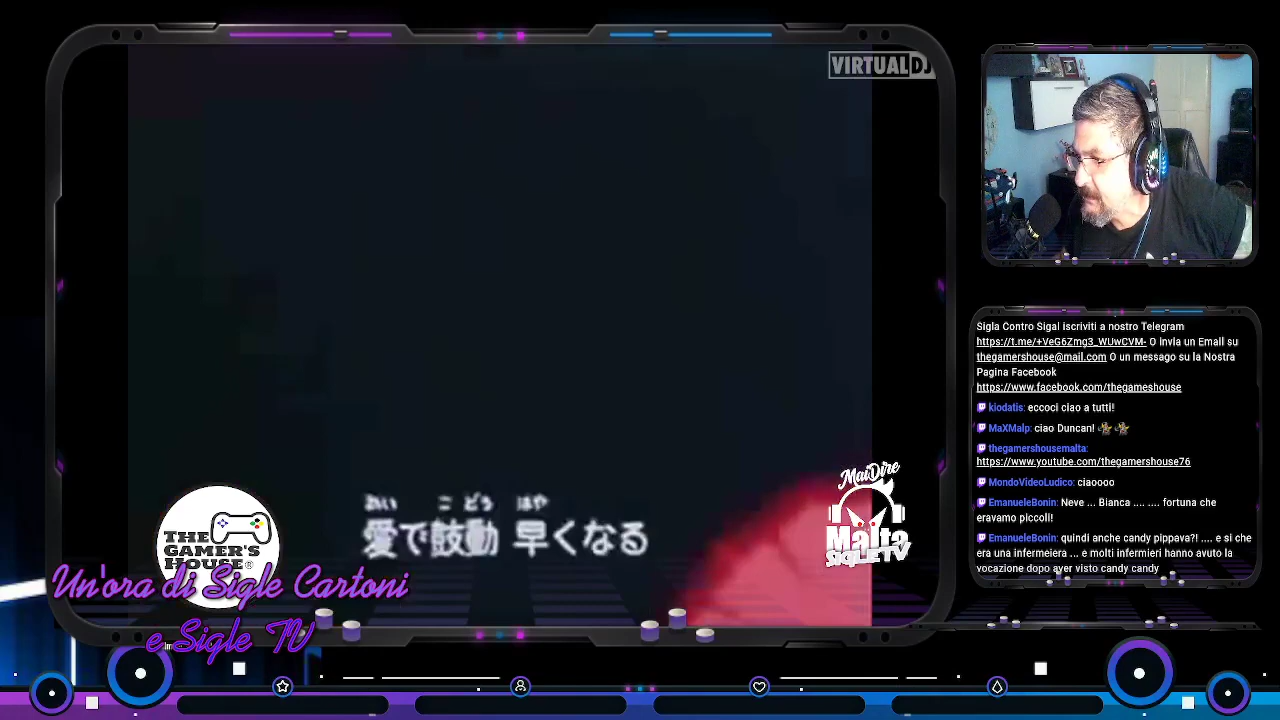 VIRTUALDJ
あい こどう はや
愛で鼓動 早くなる
THE
GAMER'S
HOUSE®
Un'ora di Sigle Cartoni
e Sigle TV
MaiDire
Malta
SIGLETV
Sigla Contro Sigal iscriviti a nostro Telegram
https://t.me/+VeG6Zmg3_WUwCVM- O Invia un Email su
thegamershouse@mail.com O un messago su la Nostra
Pagina Facebook
https://www.facebook.com/thegameshouse
kiodatis: eccoci ciao a tutti!
MaXMalp: ciao Duncan!
thegamershousemalta:
https://www.youtube.com/thegamershouse76
MondoVideoLudico: ciaoooo
EmanueleBonin: Neve ... Bianca .... .... fortuna che
eravamo piccoli!
EmanueleBonin: quindi anche candy pippava?! .... e si che
era una infermeiera ... e molti infermieri hanno avuto la
vocazione dopo aver visto candy candy